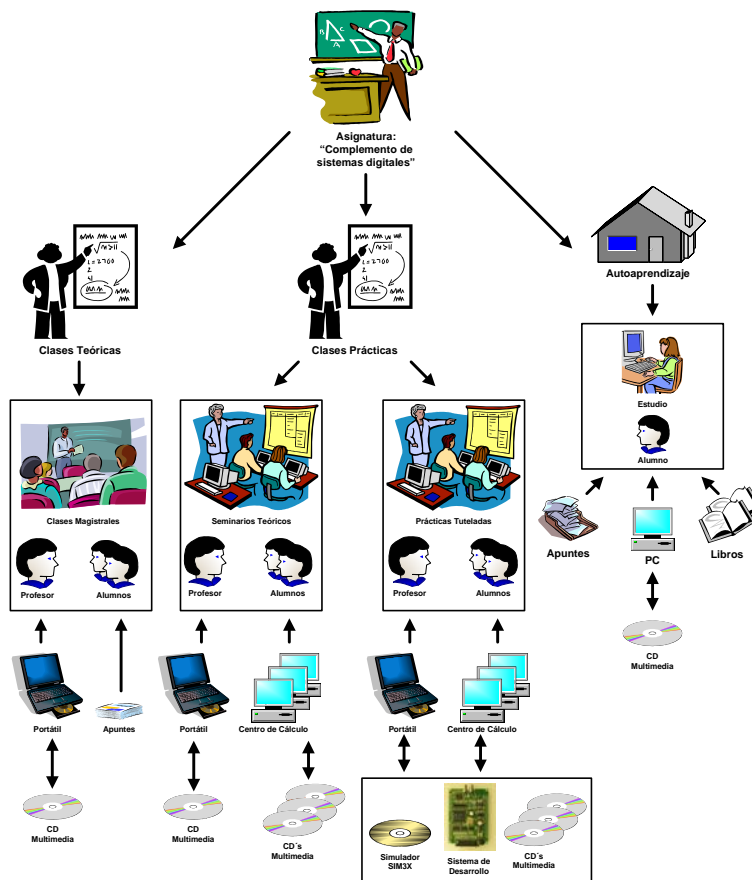 Asignatura:
“Complemento de
sistemas digitales”
Clases Teóricas
Clases Prácticas
Autoaprendizaje
Estudio
Alumno
Clases Magistrales
Profesor
Alumnos
Seminarios Teóricos
Profesor
Alumnos
Prácticas Tuteladas
Profesor
Alumnos
Apuntes
PC
Libros
CD
Multimedia
Portátil
Apuntes
Portátil
Centro de Cálculo
Portátil
Centro de Cálculo
CD
Multimedia
CD
Multimedia
CD´s
Multimedia
Simulador
SIM3X
Sistema de
Desarrollo
CD´s
Multimedia